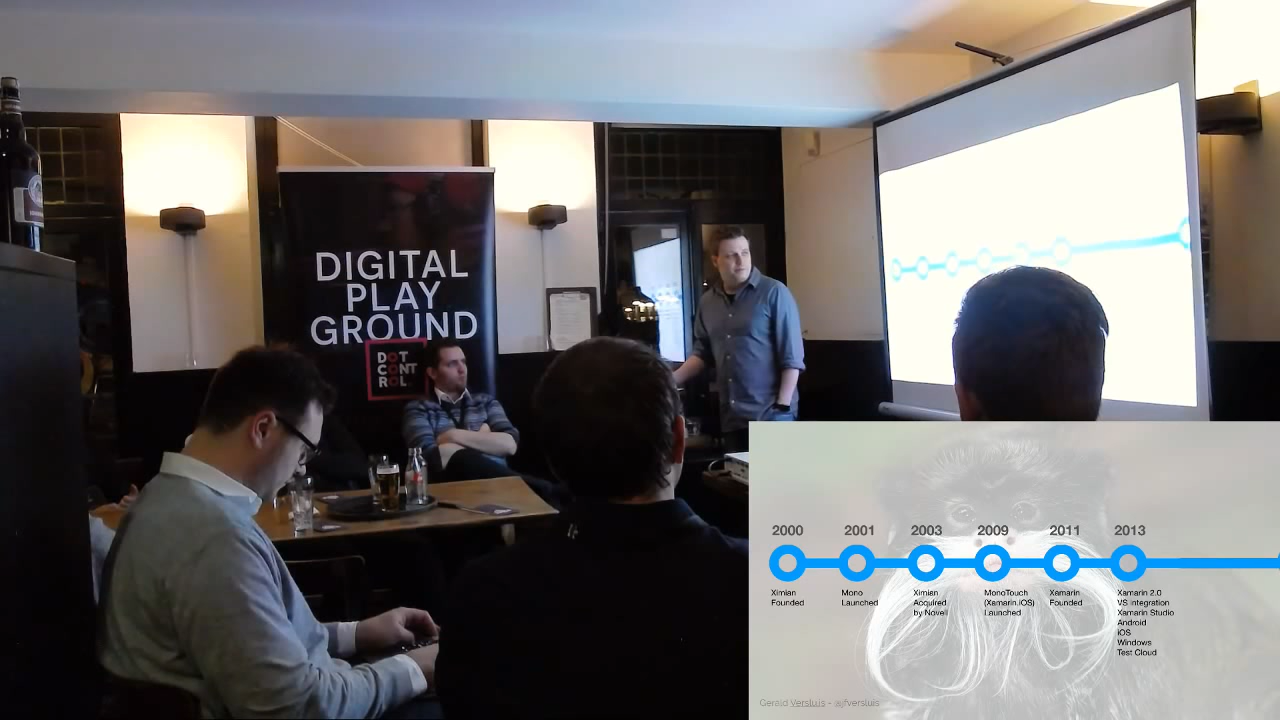 DIGITAL
PLAY
GROUND
DOT
CONT
ROL
2000
2001
2003
2009
2011
2013
Ximian
Founded
Mono
Launched
Ximian
Acquired
by Novell
MonoTouch
(Xamarin.iOS)
Launched
Xamarin
Founded
Xamarin 2.0
VS integration
Xamarin Studio
Android
iOS
Windows
Test Cloud
Gerald Versluis - @jfversluis